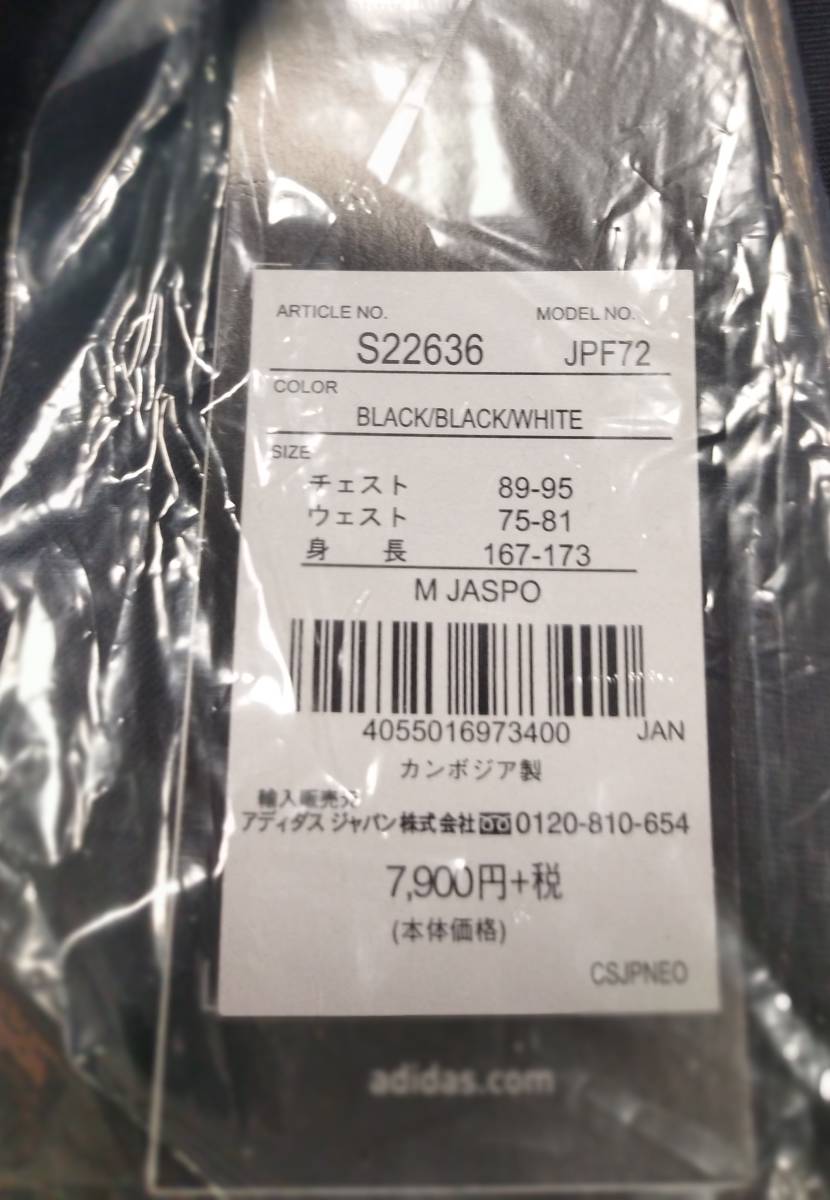 ARTICLE NO. MODEL NO.
S22636 JPF72
COLOR
BLACK/BLACK/WHITE
SIZE
チェスト 89-95
ウェスト 75-81
身 長 167-173
M JASPO
4055016973400 JAN
カンボジア製
輸入販売元
アディダス ジャパン株式会社 0120-810-654
7,900円+税
(本体価格)
CSJPNEO
adidas.com